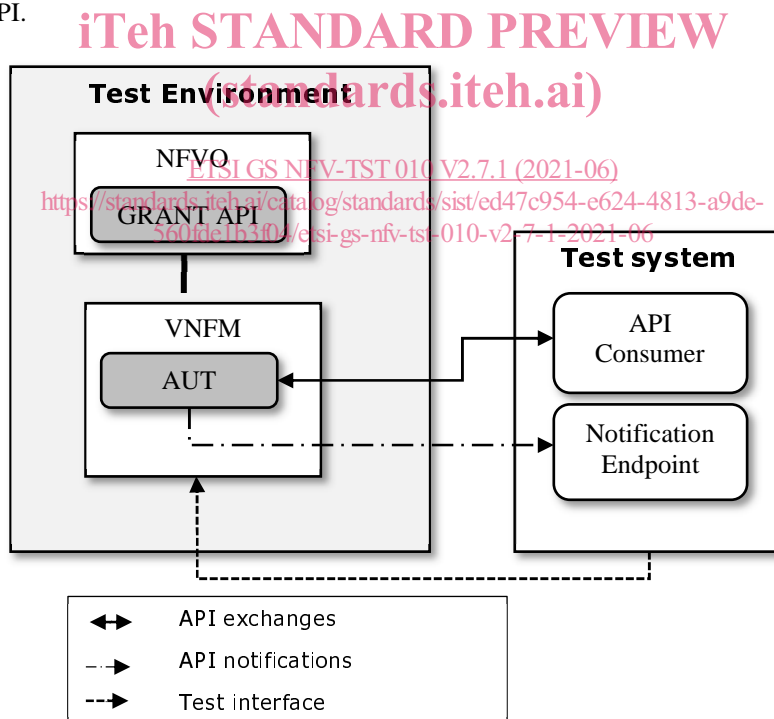 PI.
iTeh STANDARD PREVIEW
(standards.iteh.ai)
Test Environment
NFVO
ETSI GS NFV-TST 010 V2.7.1 (2021-06)
https://standards.iteh.ai/catalog/standards/sist/ed47c954-e624-4813-a9de-
GRANT API
560fde1b3f04/etsi-gs-nfv-tst-010-v2-7-1-2021-06
Test system
VNFM
API
Consumer
AUT
Notification
Endpoint
API exchanges
API notifications
Test interface